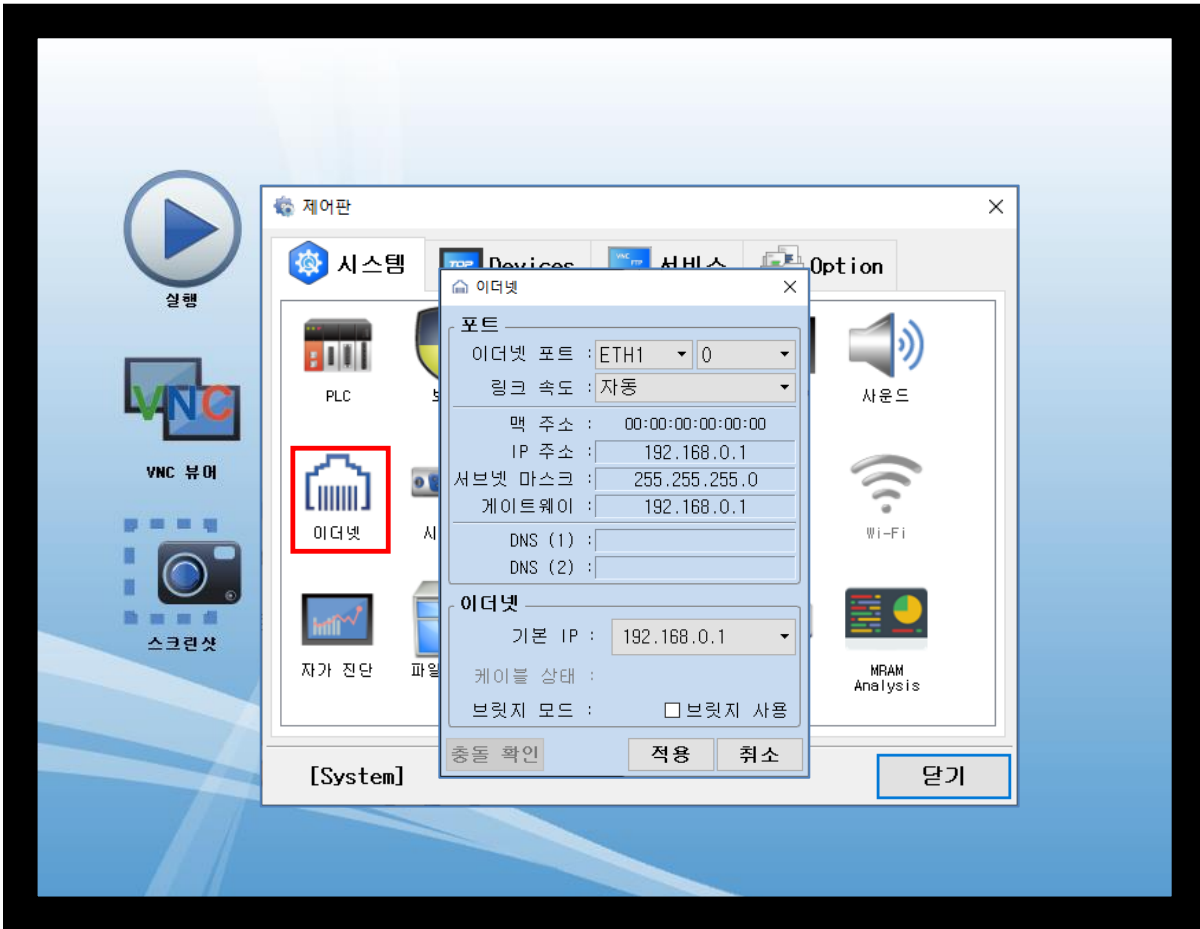 제어판
시스템
Devices
서비스
Option
실행
VNC
VNC 뷰어
스크린샷
PLC
사운드
이더넷
Wi-Fi
자가 진단
MRAM
Analysis
[System]
닫기
이더넷
포트
이더넷 포트 : ETH1 0
링크 속도 : 자동
맥 주소 : 00:00:00:00:00:00
IP 주소 : 192.168.0.1
서브넷 마스크 : 255.255.255.0
게이트웨이 : 192.168.0.1
DNS (1) :
DNS (2) :
이더넷
기본 IP : 192.168.0.1
케이블 상태 :
브릿지 모드 : 브릿지 사용
충돌 확인 적용 취소